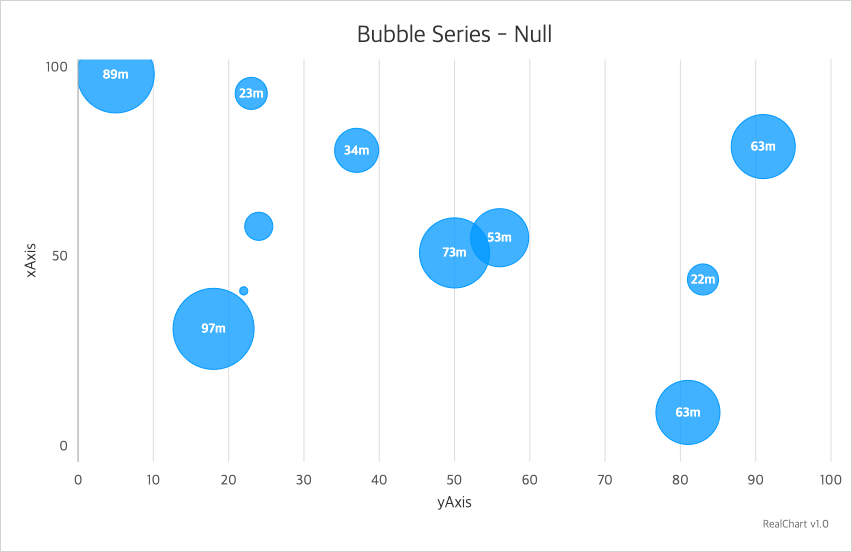 Bubble Series - Null
100
89m
23m
34m
63m
50
xAxis
73m
53m
22m
97m
63m
0
0 10 20 30 40 50 60 70 80 90 100
yAxis
RealChart v1.0